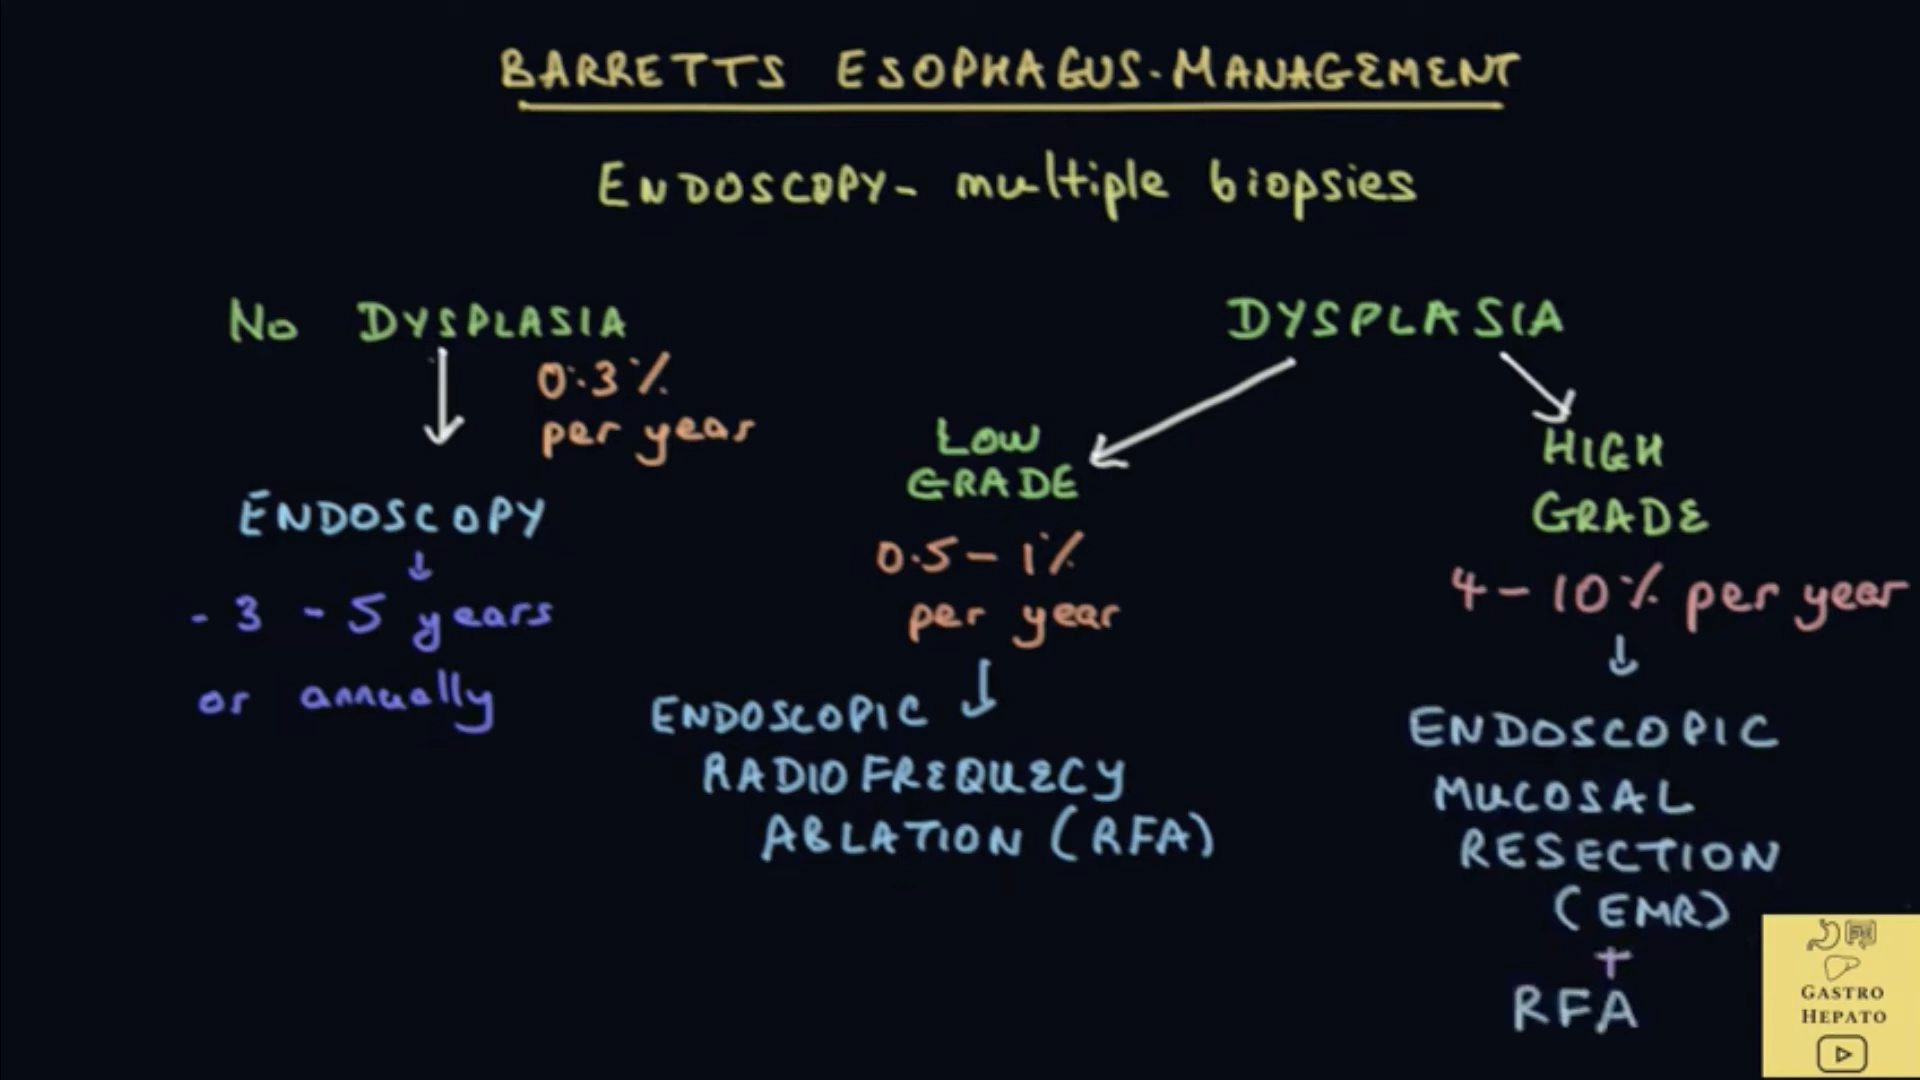 BARRETTS ESOPHAGUS-MANAGEMENT
ENDOSCOPY- multiple biopsies
No DYSPLASIA
0.3%
per year
ENDOSCOPY
- 3 - 5 years
or annually
DYSPLASIA
LOW
GRADE
0.5 - 1%
per year
ENDOSCOPIC
RADIOFREQUECY
ABLATION (RFA)
HIGH
GRADE
4 - 10% per year
ENDOSCOPIC
MUCOSAL
RESECTION
(EMR)
+
RFA
GASTRO
HEPATO